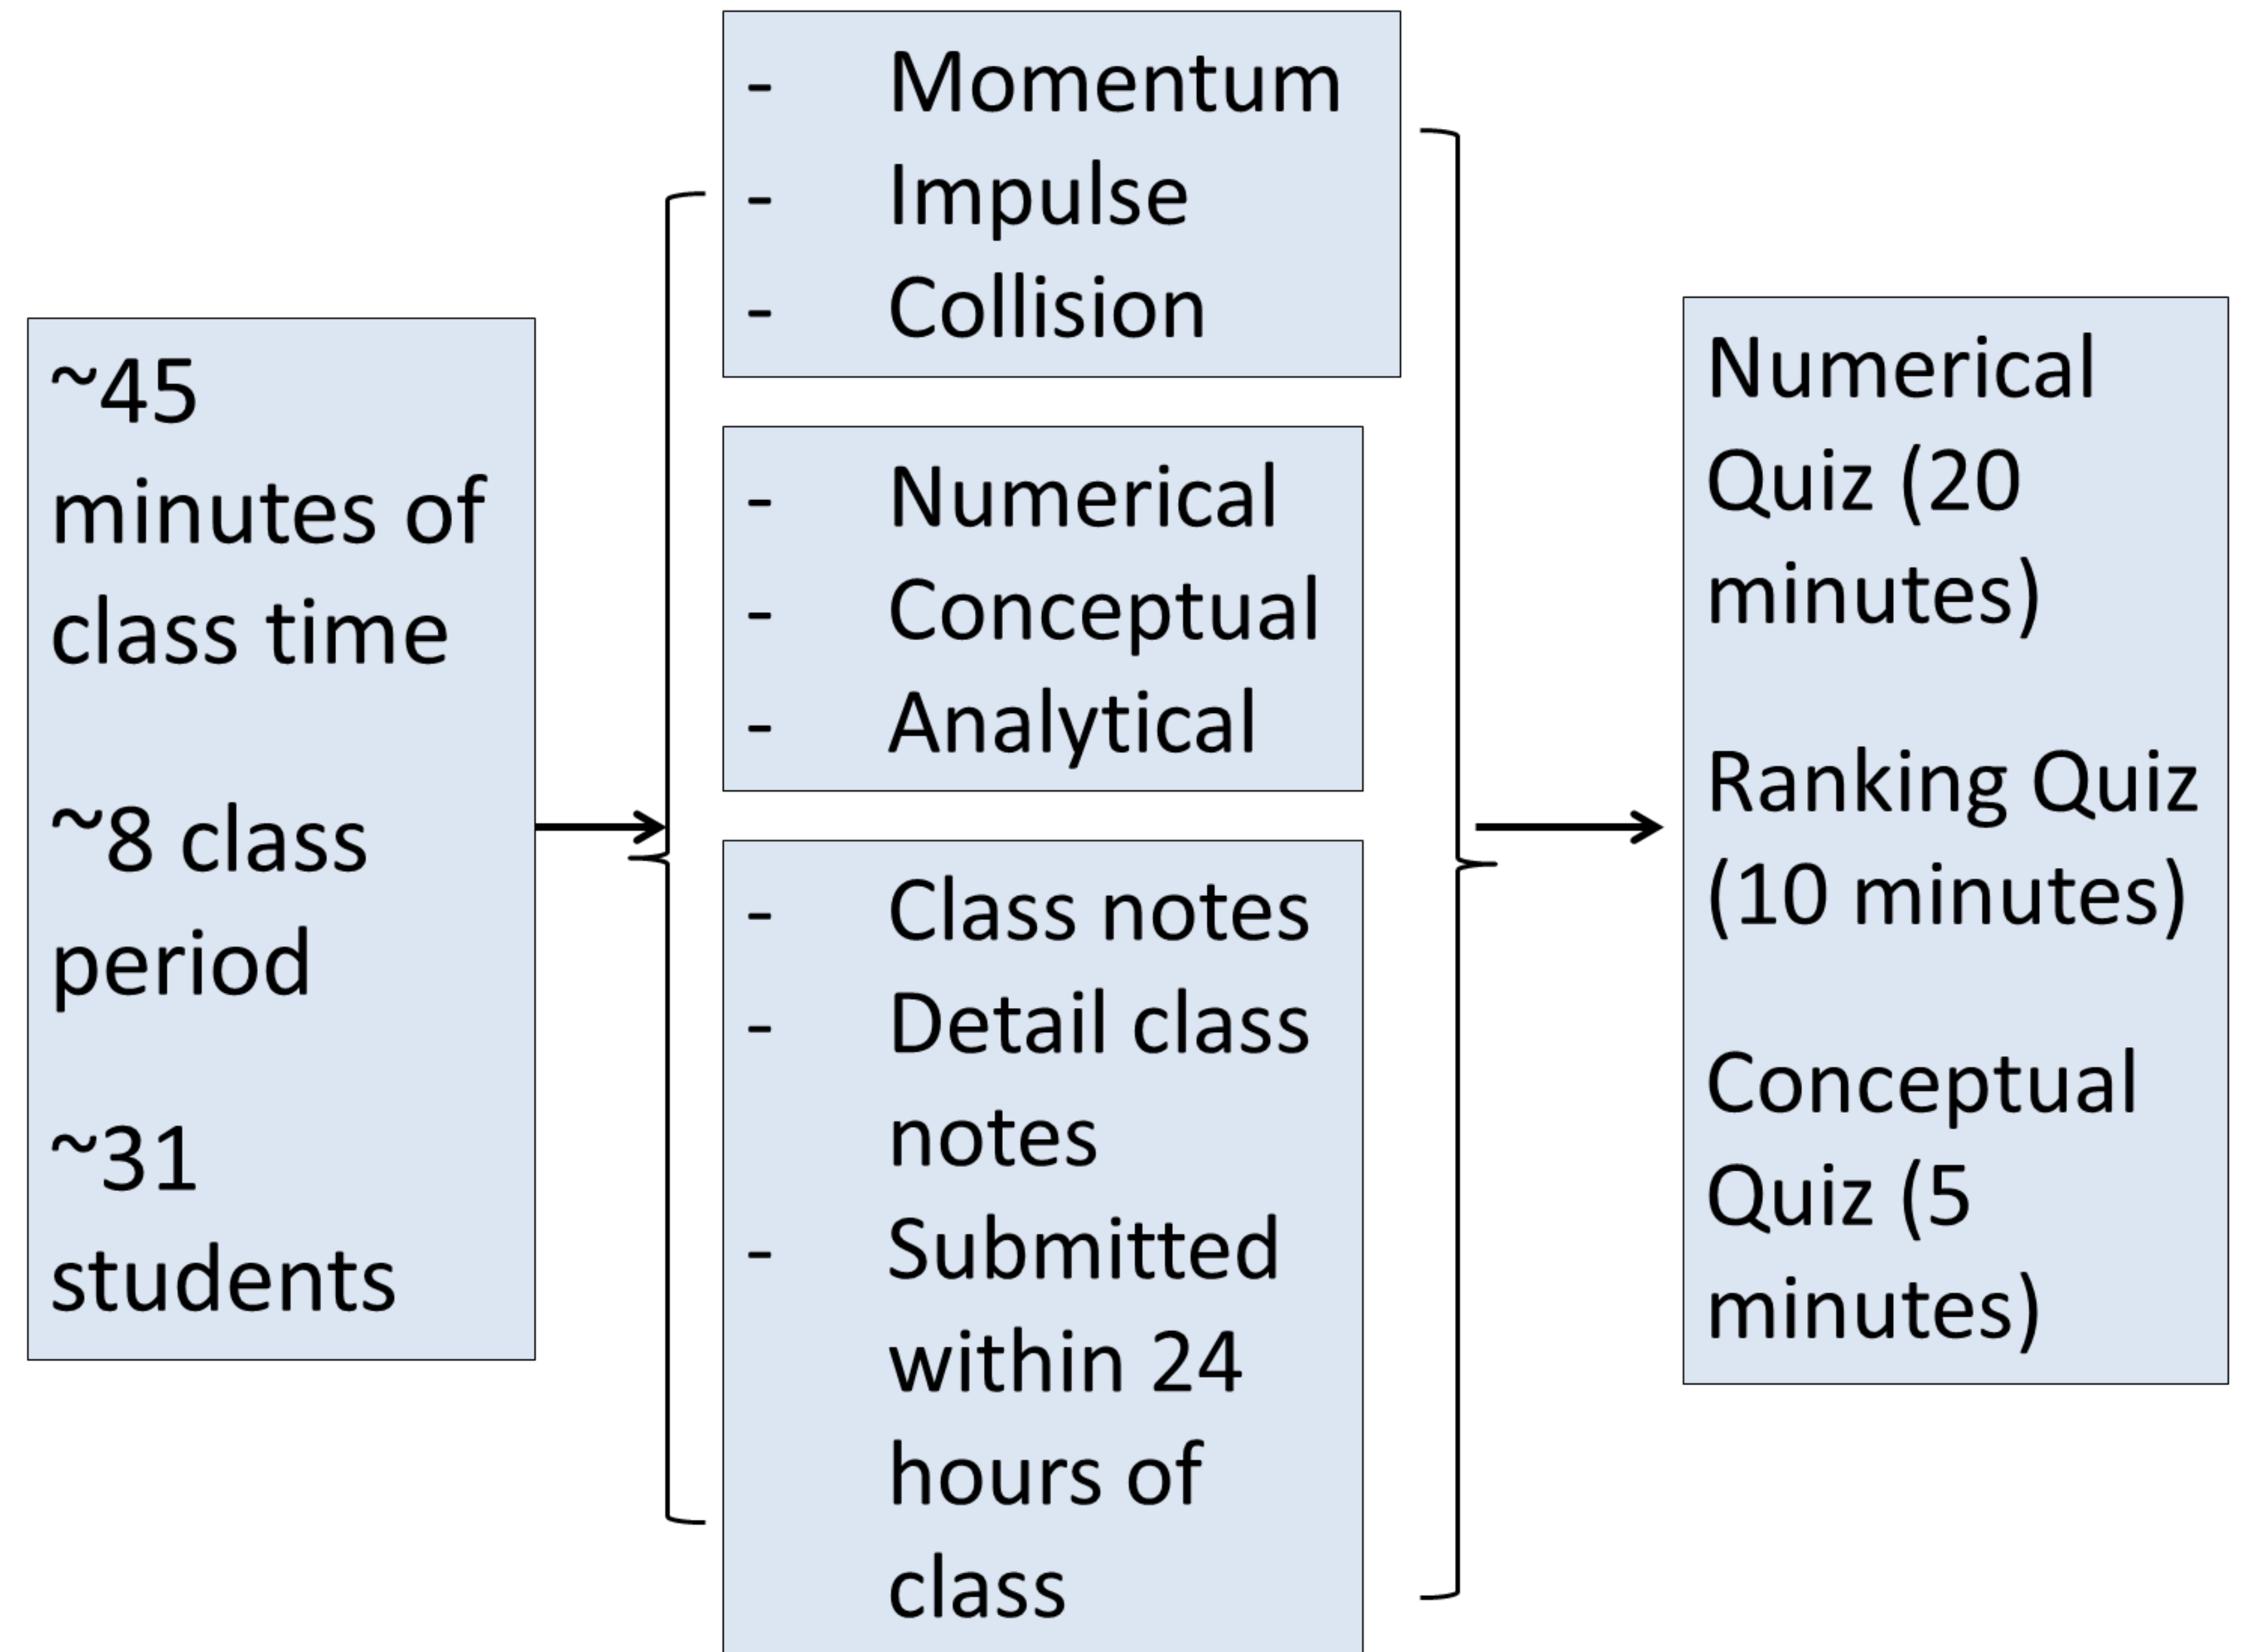 ~45
minutes of
class time
~8 class
period
~31
students
- Momentum
- Impulse
- Collision
- Numerical
- Conceptual
- Analytical
- Class notes
- Detail class
notes
- Submitted
within 24
hours of
class
Numerical
Quiz (20
minutes)
Ranking Quiz
(10 minutes)
Conceptual
Quiz (5
minutes)